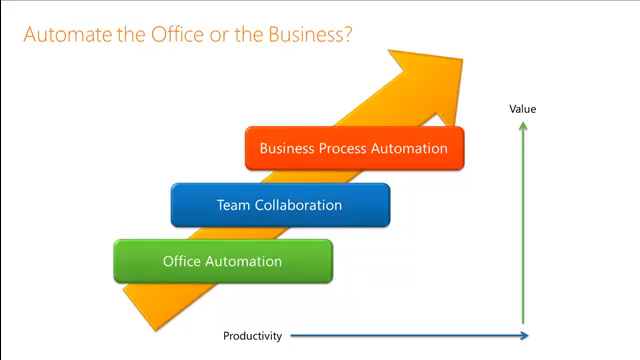 Automate the Office or the Business?
Value
Business Process Automation
Team Collaboration
Office Automation
Productivity